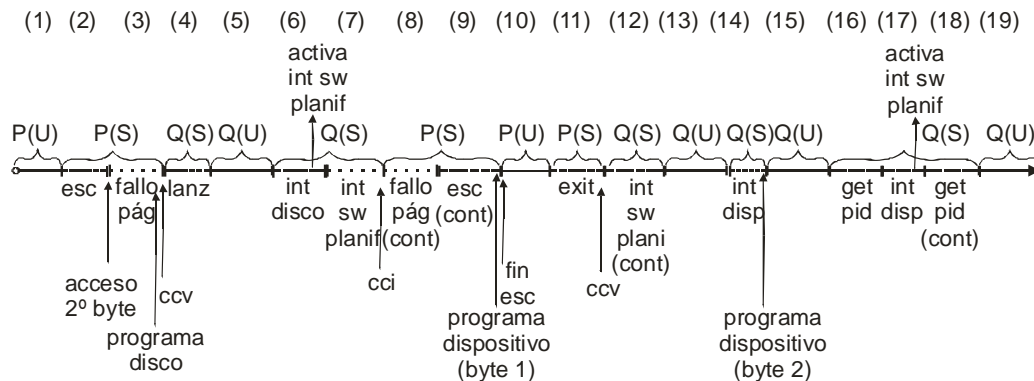 (1) (2) (3) (4) (5) (6) (7) (8) (9) (10) (11) (12) (13) (14) (15) (16) (17) (18) (19)
activa activa
int sw int sw
planif planif
P(U) P(S) Q(S) Q(U) Q(S) P(S) P(U) P(S) Q(S) Q(U) Q(S) Q(U) Q(S) Q(U)
esc fallo lanz int int fallo esc exit int int get int get
pág disco sw pág (cont) sw disp pid disp pid
planif (cont) plani (cont)
(cont)
acceso ccv cci fin ccv
2º byte esc
programa programa programa
disco dispositivo dispositivo
(byte 1) (byte 2)